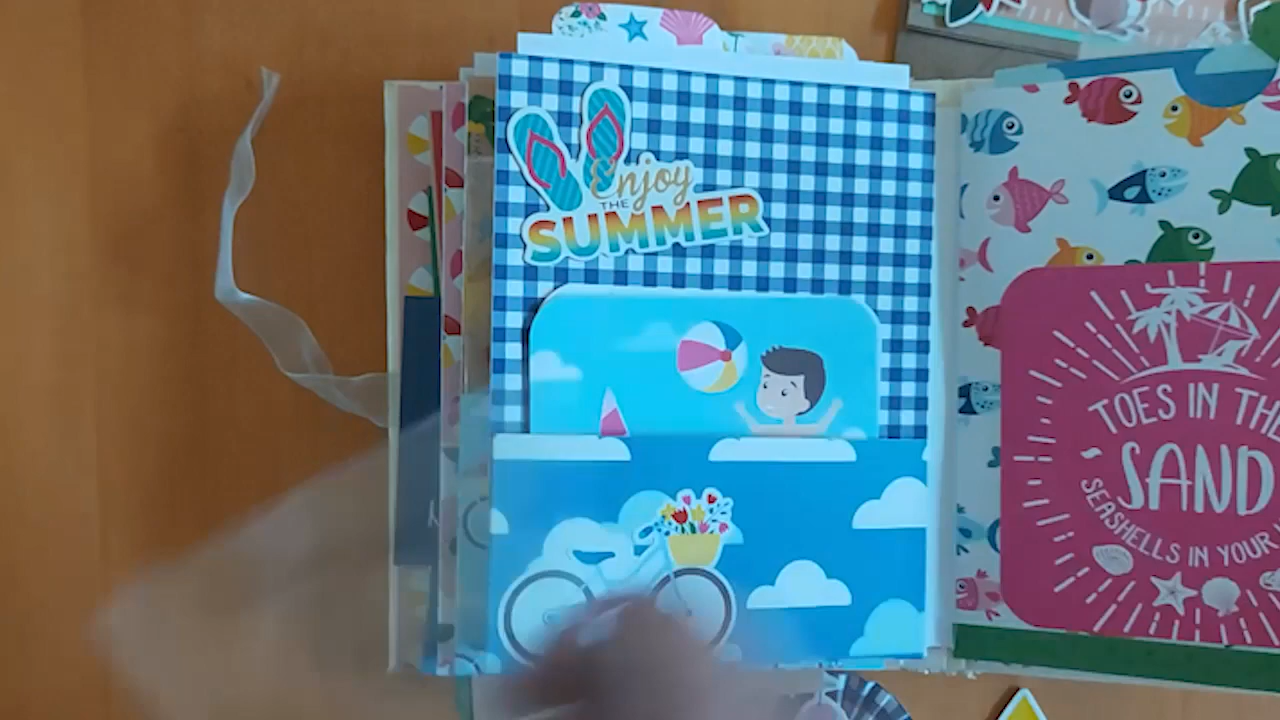 Enjoy
THE
SUMMER
TOES IN THE
SAND
SEASHELLS IN YOUR